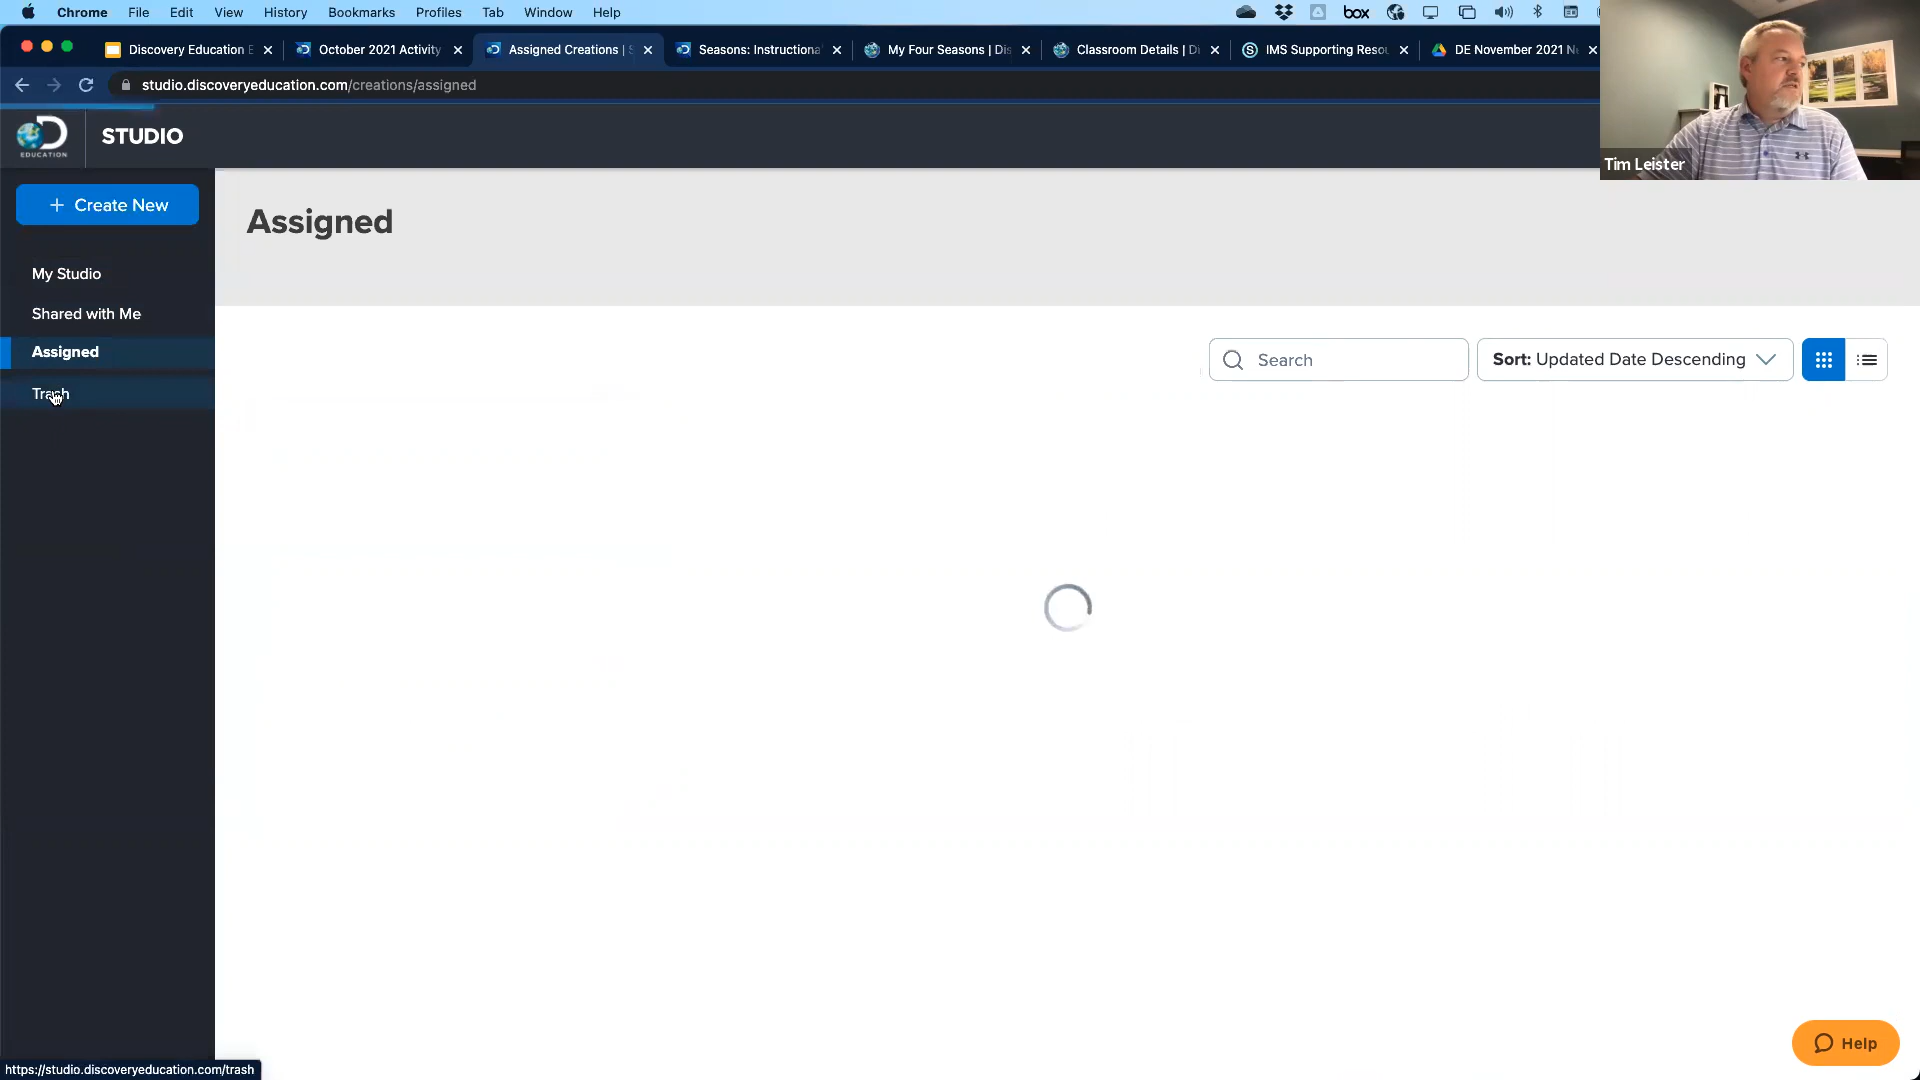 Chrome File Edit View History Bookmarks Profiles Tab Window Help
box
Discovery Education E
October 2021 Activity
Assigned Creations | S
Seasons: Instructiona
My Four Seasons | Dis
Classroom Details | Di
IMS Supporting Resou
DE November 2021 Ne
studio.discoveryeducation.com/creations/assigned
EDUCATION
STUDIO
Tim Leister
+ Create New
Assigned
My Studio
Shared with Me
Assigned
Trash
Search
Sort: Updated Date Descending
Help
https://studio.discoveryeducation.com/trash